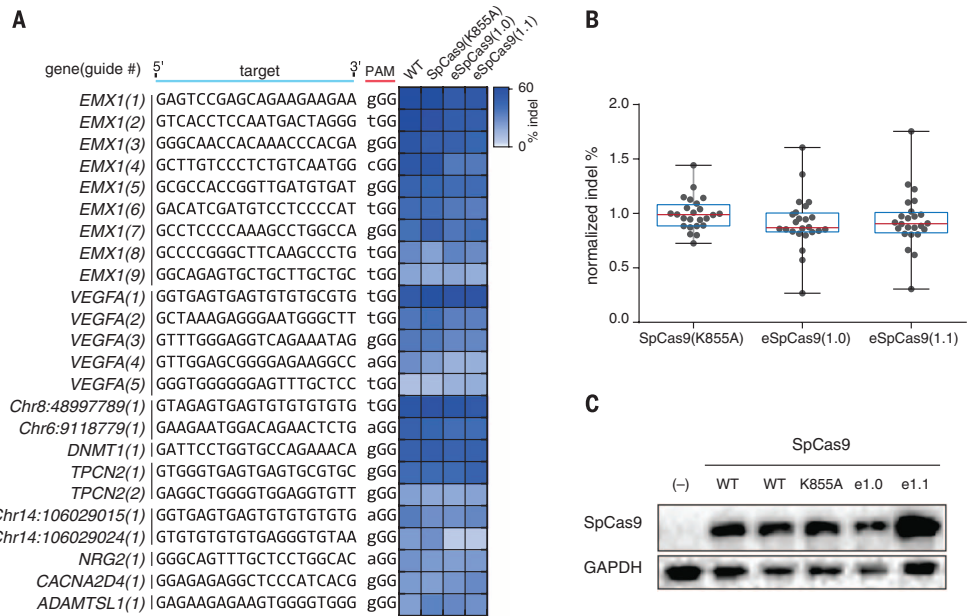 A
gene(guide #) 5' target 3' PAM WT SpCas9(K855A) eSpCas9(1.0) eSpCas9(1.1)
60
0
% indel
EMX1(1) GAGTCCGAGCAGAAGAAGAA gGG
EMX1(2) GTCACCTCCAATGACTAGGG tGG
EMX1(3) GGGCAACCACAAACCCACGA gGG
EMX1(4) GCTTGTCCCTCTGTCAATGG cGG
EMX1(5) GCGCCACCGGTTGATGTGAT gGG
EMX1(6) GACATCGATGTCCTCCCCAT tGG
EMX1(7) GCCTCCCCAAAGCCTGGCCA gGG
EMX1(8) GCCCCGGGCTTCAAGCCCTG tGG
EMX1(9) GGCAGAGTGCTGCTTGCTGC tGG
VEGFA(1) GGTGAGTGAGTGTGTGCGTG tGG
VEGFA(2) GCTAAAGAGGGAATGGGCTT tGG
VEGFA(3) GTTTGGGAGGTCAGAAATAG gGG
VEGFA(4) GTTGGAGCGGGGAGAAGGCC aGG
VEGFA(5) GGGTGGGGGGAGTTTGCTCC tGG
Chr8:48997789(1) GTAGAGTGAGTGTGTGTGTG tGG
Chr6:9118779(1) GAAGAATGGACAGAACTCTG aGG
DNMT1(1) GATTCCTGGTGCCAGAAACA gGG
TPCN2(1) GTGGGTGAGTGAGTGCGTGC gGG
TPCN2(2) GAGGCTGGGGTGGAGGTGTT gGG
Chr14:106029015(1) GGTGAGTGAGTGTGTGTGTG aGG
Chr14:106029024(1) GTGTGTGTGTGAGGGTGTAA gGG
NRG2(1) GGGCAGTTTGCTCCTGGCAC aGG
CACNA2D4(1) GGAGAGAGGCTCCCATCACG gGG
ADAMTSL1(1) GAGAAGAGAAGTGGGGTGGG gGG
B
normalized indel %
2.0
1.5
1.0
0.5
0.0
SpCas9(K855A) eSpCas9(1.0) eSpCas9(1.1)
C
SpCas9
(–) WT WT K855A e1.0 e1.1
SpCas9
GAPDH